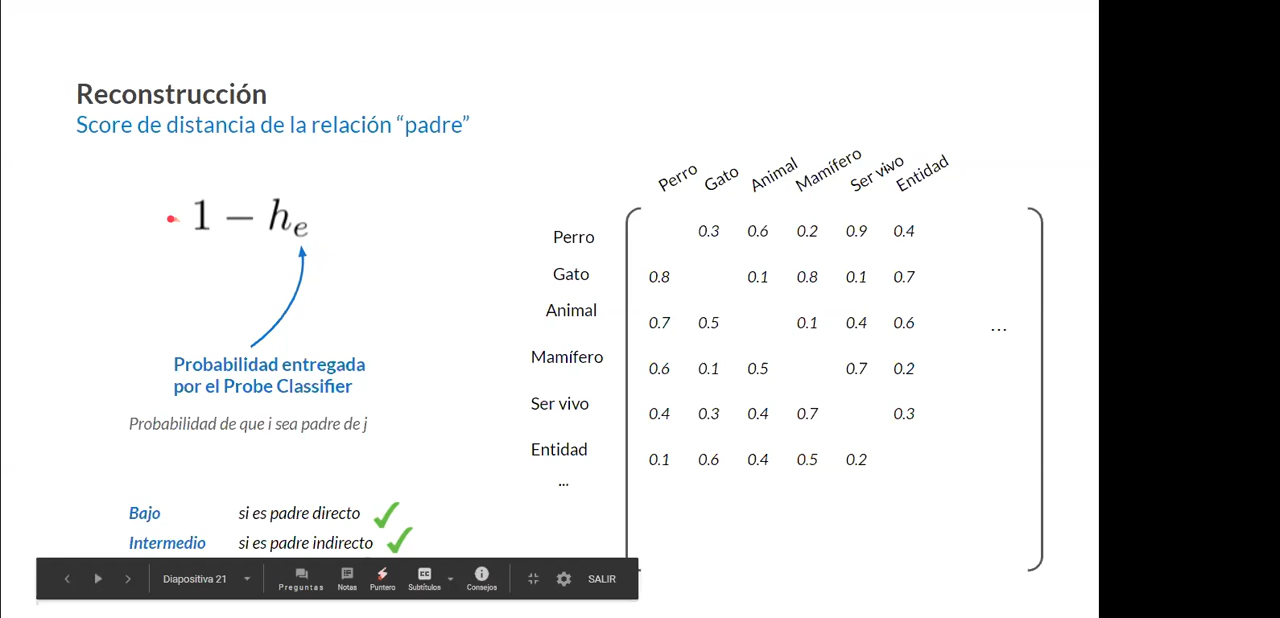 Reconstrucción
Score de distancia de la relación “padre”
1 − hₑ
Probabilidad entregada
por el Probe Classifier
Probabilidad de que i sea padre de j
Bajo si es padre directo
Intermedio si es padre indirecto
Perro Gato Animal Mamífero Ser vivo Entidad
Perro 0.3 0.6 0.2 0.9 0.4
Gato 0.8 0.1 0.8 0.1 0.7
Animal 0.7 0.5 0.1 0.4 0.6 ...
Mamífero 0.6 0.1 0.5 0.7 0.2
Ser vivo 0.4 0.3 0.4 0.7 0.3
Entidad 0.1 0.6 0.4 0.5 0.2
...
Diapositiva 21 Preguntas Notas Puntero CC Subtítulos Consejos SALIR